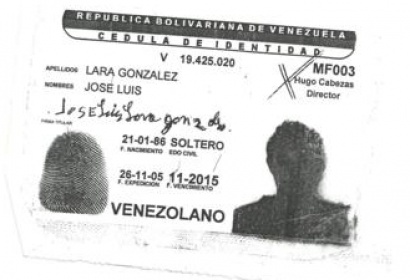 REPUBLICA BOLIVARIANA DE VENEZUELA
CEDULA DE IDENTIDAD
V 19.425.020
MF003
APELLIDOS LARA GONZALEZ
Hugo Cabezas
Director
NOMBRES JOSÉ LUIS
José Luis Lara gonzalez
FIRMA TITULAR
21-01-86 SOLTERO
F. NACIMIENTO EDO CIVIL
26-11-05 11-2015
F. EXPEDICION F. VENCIMIENTO
VENEZOLANO